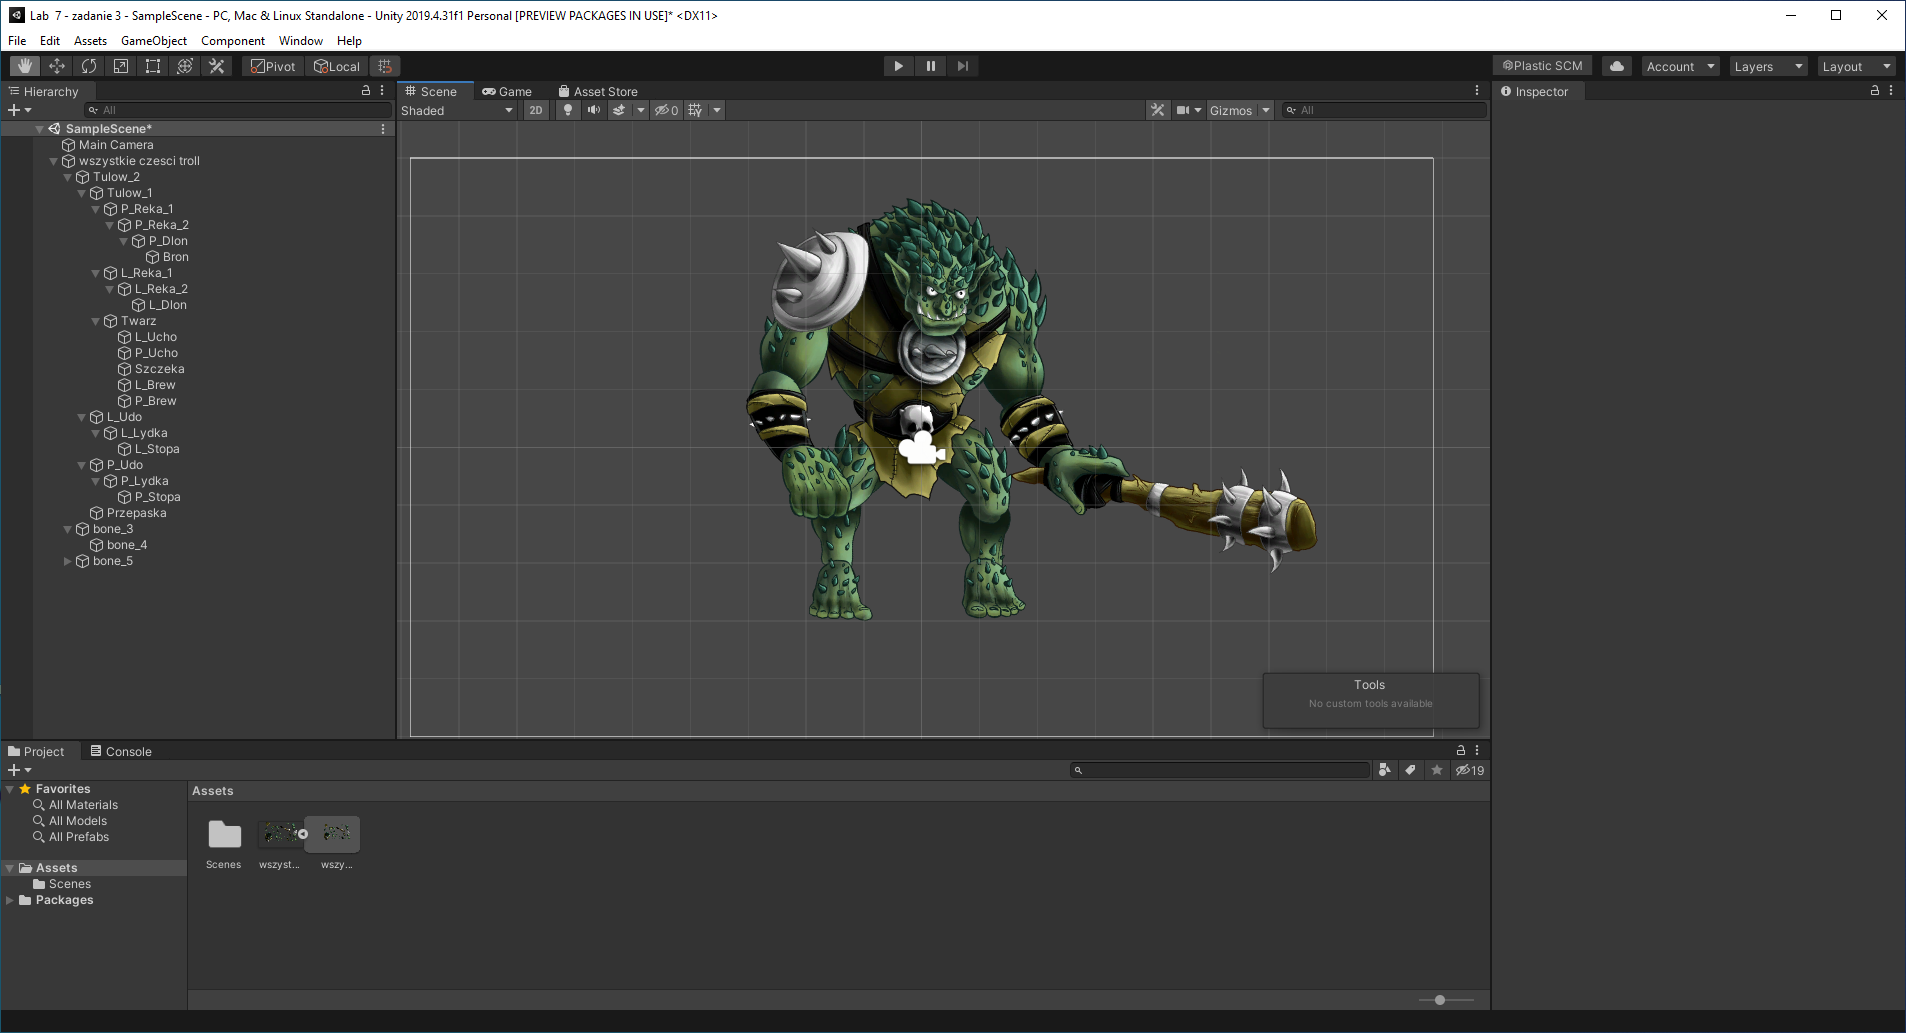 Lab  7 - zadanie 3 - SampleScene - PC, Mac & Linux Standalone - Unity 2019.4.31f1 Personal [PREVIEW PACKAGES IN USE]* <DX11>
File Edit Assets GameObject Component Window Help
Pivot Local Plastic SCM Account Layers Layout
Hierarchy
All
SampleScene*
Main Camera
wszystkie czesci troll
Tulow_2
Tulow_1
P_Reka_1
P_Reka_2
P_Dlon
Bron
L_Reka_1
L_Reka_2
L_Dlon
Twarz
L_Ucho
P_Ucho
Szczeka
L_Brew
P_Brew
L_Udo
L_Lydka
L_Stopa
P_Udo
P_Lydka
P_Stopa
Przepaska
bone_3
bone_4
bone_5
Scene Game Asset Store
Shaded 2D 0 Gizmos All
Tools
No custom tools available
Inspector
Project Console
19
Favorites
All Materials
All Models
All Prefabs
Assets
Scenes
Packages
Assets
Scenes wszyst... wszy...